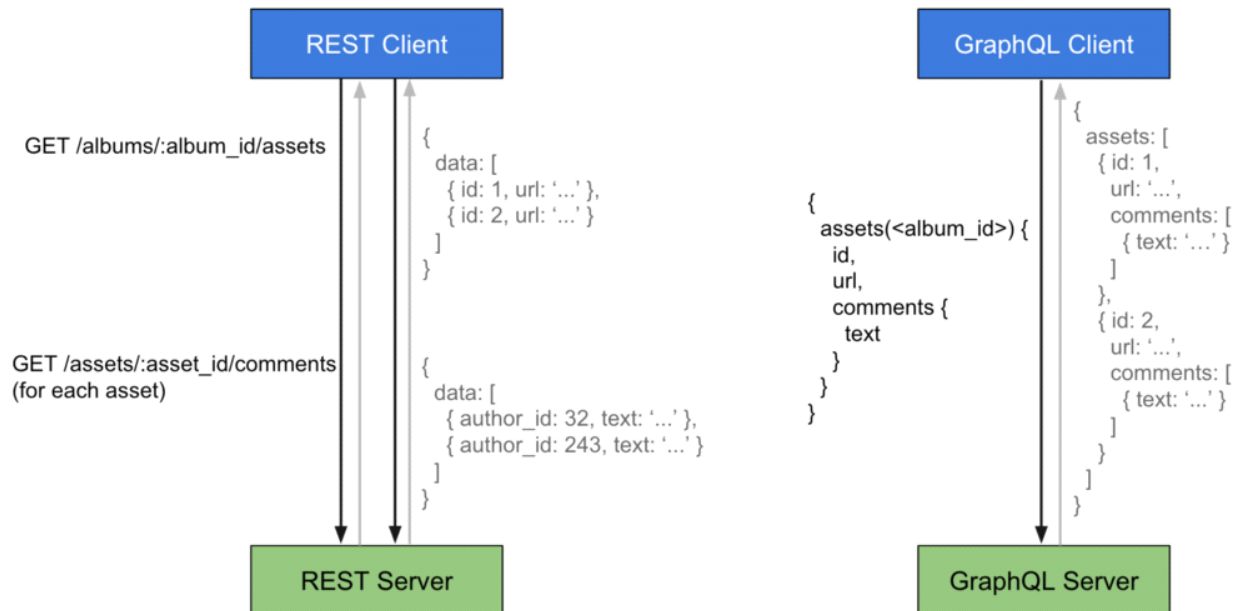 REST Client
GET /albums/:album_id/assets
{
data: [
{ id: 1, url: ‘...’ },
{ id: 2, url: ‘...’ }
]
}
GET /assets/:asset_id/comments
(for each asset)
{
data: [
{ author_id: 32, text: ‘...’ },
{ author_id: 243, text: ‘...’ }
]
}
REST Server
GraphQL Client
{
assets(<album_id>) {
id,
url,
comments {
text
}
}
}
{
assets: [
{ id: 1,
url: ‘...’,
comments: [
{ text: ‘...’ }
]
},
{ id: 2,
url: ‘...’,
comments: [
{ text: ‘...’ }
]
}
]
}
GraphQL Server